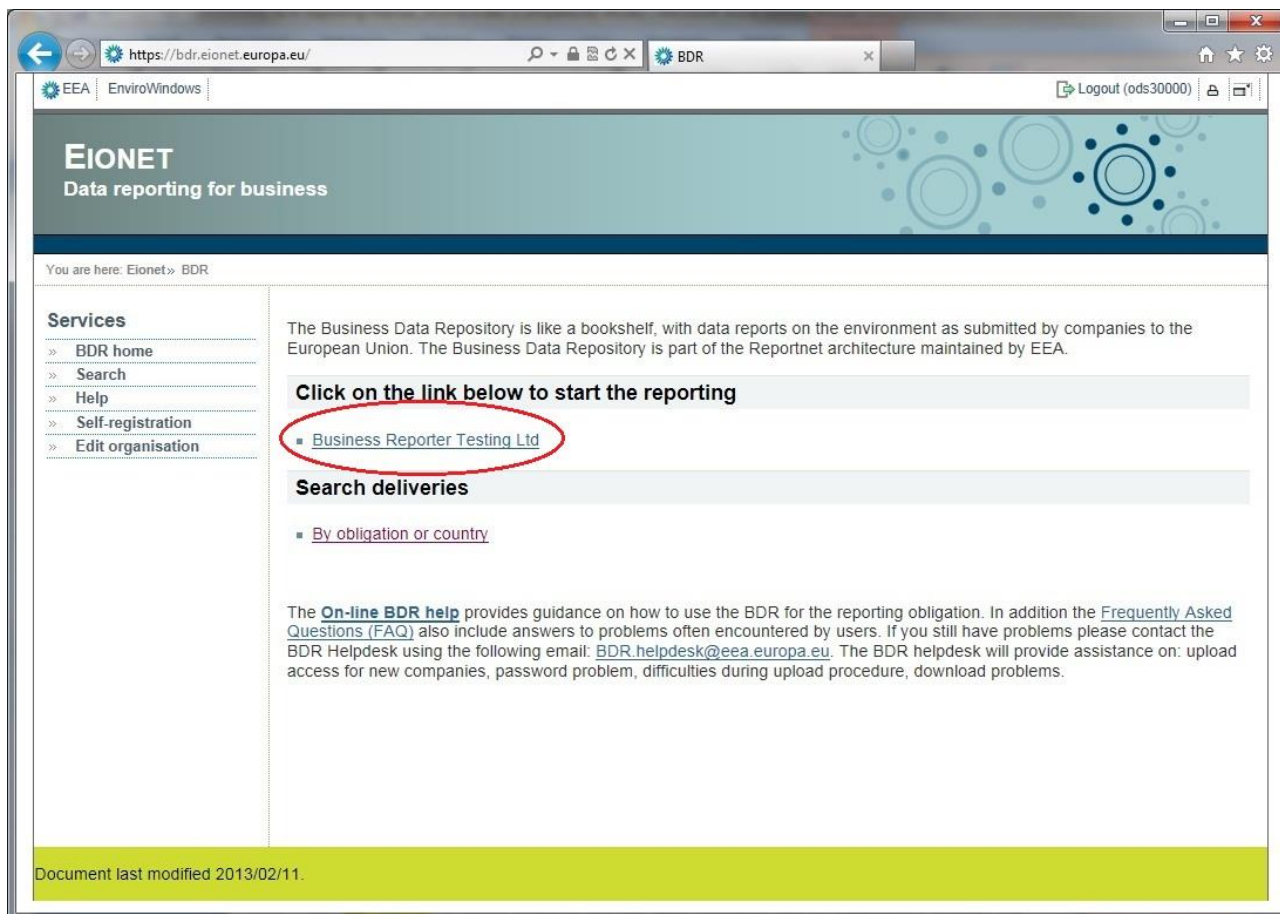 https://bdr.eionet.europa.eu/
BDR
EEA
EnviroWindows
Logout (ods30000)
EIONET
Data reporting for business
You are here: Eionet» BDR
Services
» BDR home
» Search
» Help
» Self-registration
» Edit organisation
The Business Data Repository is like a bookshelf, with data reports on the environment as submitted by companies to the
European Union. The Business Data Repository is part of the Reportnet architecture maintained by EEA.
Click on the link below to start the reporting
Business Reporter Testing Ltd
Search deliveries
By obligation or country
The On-line BDR help provides guidance on how to use the BDR for the reporting obligation. In addition the Frequently Asked
Questions (FAQ) also include answers to problems often encountered by users. If you still have problems please contact the
BDR Helpdesk using the following email: BDR.helpdesk@eea.europa.eu. The BDR helpdesk will provide assistance on: upload
access for new companies, password problem, difficulties during upload procedure, download problems.
Document last modified 2013/02/11.